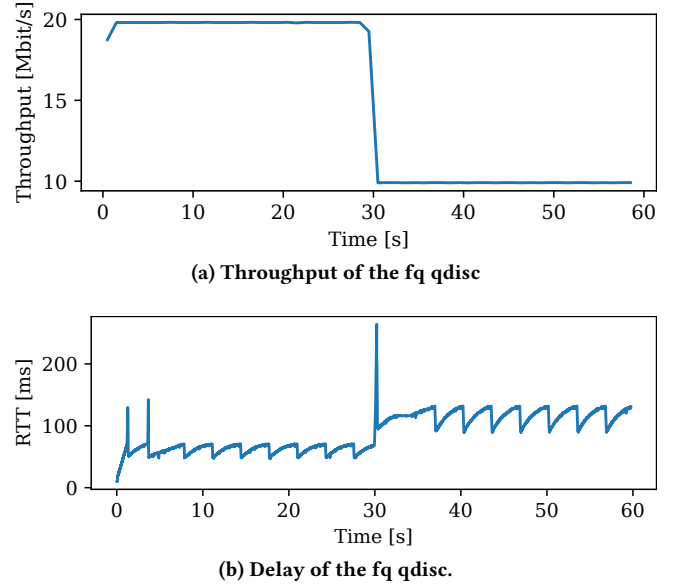 Throughput [Mbit/s]
20
15
10
0 10 20 30 40 50 60
Time [s]
(a) Throughput of the fq qdisc
RTT [ms]
200
100
0
0 10 20 30 40 50 60
Time [s]
(b) Delay of the fq qdisc.